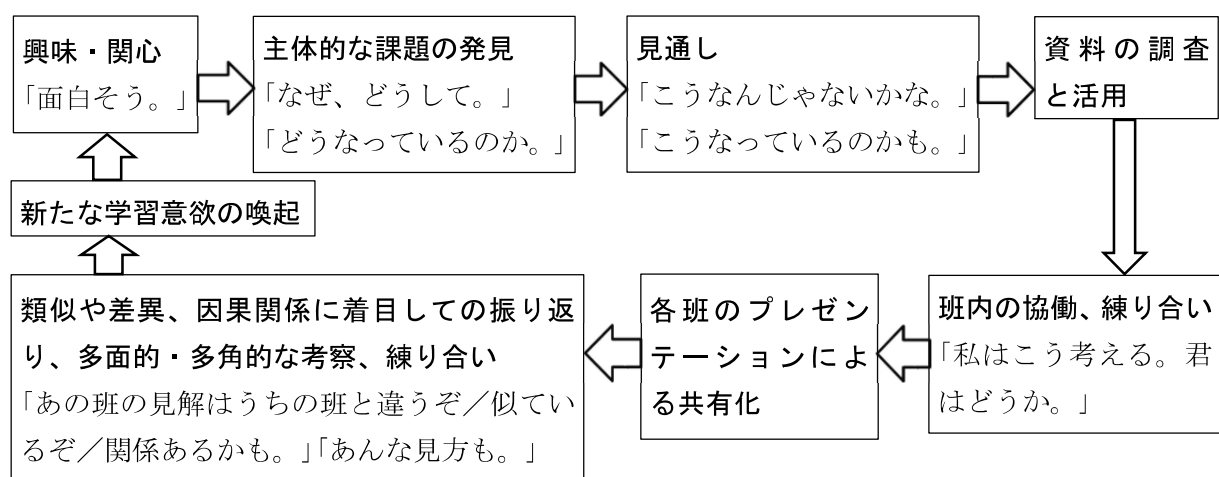 興味・関心
「面白そう。」
主体的な課題の発見
「なぜ、どうして。」
「どうなっているのか。」
見通し
「こうなんじゃないかな。」
「こうなっているのかも。」
資料の調査
と活用
班内の協働、練り合い
「私はこう考える。君
はどうか。」
各班のプレゼン
テーションによ
る共有化
類似や差異、因果関係に着目しての振り返
り、多面的・多角的な考察、練り合い
「あの班の見解はうちの班と違うぞ／似てい
るぞ／関係あるかも。」「あんな見方も。」
新たな学習意欲の喚起